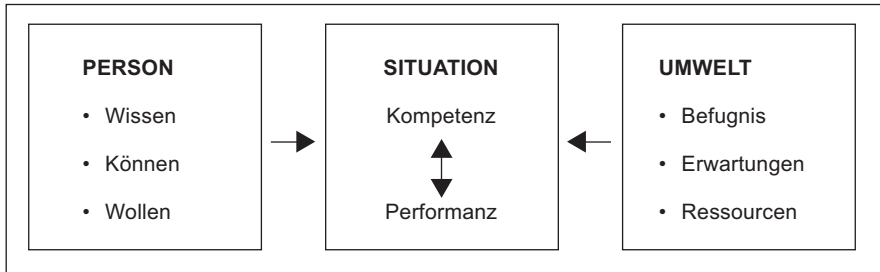 PERSON
• Wissen
• Können
• Wollen
SITUATION
Kompetenz
Performanz
UMWELT
• Befugnis
• Erwartungen
• Ressourcen